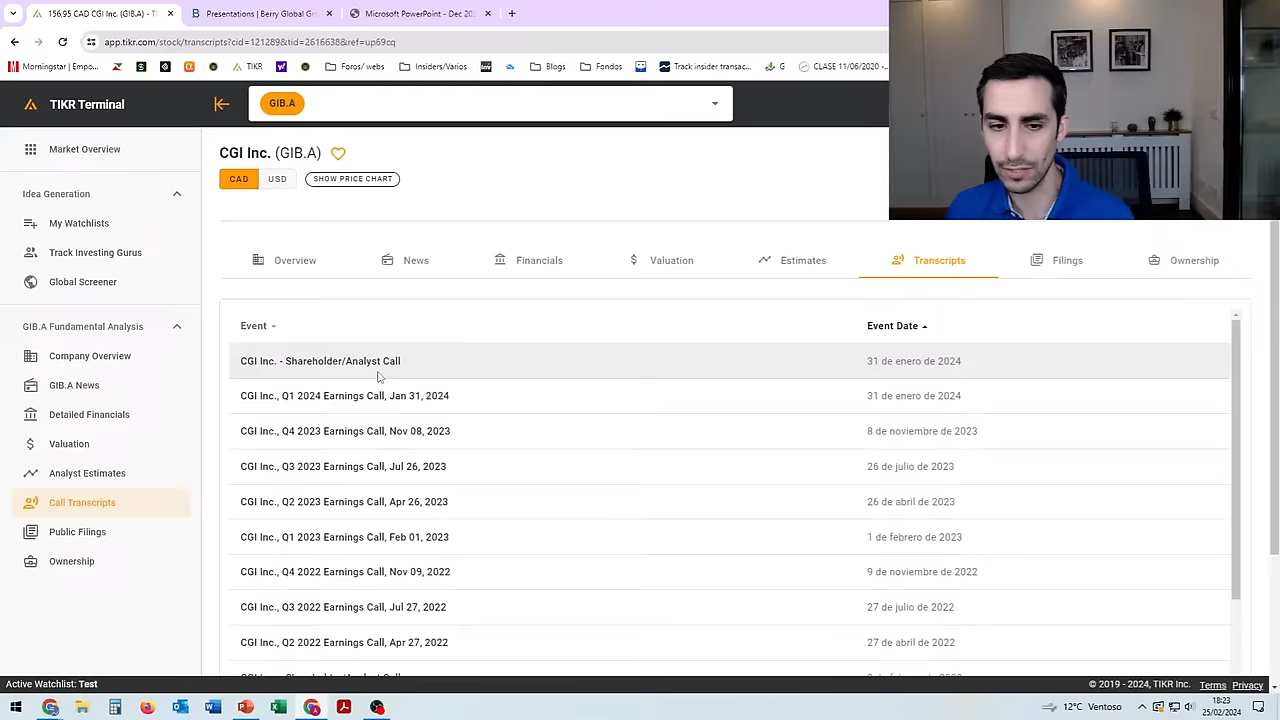 156,95 CAD CGI Inc. (GIB.A) - T
Presentations | Berry Global Gr
Microsoft PowerPoint - Dec 20
app.tikr.com/stock/transcripts?cid=121289&tid=2616638&ref=up69cq
Morningstar | Empo...
TIKR
Foros/ webs
Insiders/Varios
Blogs
Fondos
Track insider transac...
G
CLASE 11/06/2020 -...
TIKR Terminal
GIB.A
Market Overview
Idea Generation
My Watchlists
Track Investing Gurus
Global Screener
GIB.A Fundamental Analysis
Company Overview
GIB.A News
Detailed Financials
Valuation
Analyst Estimates
Call Transcripts
Public Filings
Ownership
CGI Inc. (GIB.A)
CAD USD SHOW PRICE CHART
Overview News Financials Valuation Estimates Transcripts Filings Ownership
Event Event Date
CGI Inc. - Shareholder/Analyst Call 31 de enero de 2024
CGI Inc., Q1 2024 Earnings Call, Jan 31, 2024 31 de enero de 2024
CGI Inc., Q4 2023 Earnings Call, Nov 08, 2023 8 de noviembre de 2023
CGI Inc., Q3 2023 Earnings Call, Jul 26, 2023 26 de julio de 2023
CGI Inc., Q2 2023 Earnings Call, Apr 26, 2023 26 de abril de 2023
CGI Inc., Q1 2023 Earnings Call, Feb 01, 2023 1 de febrero de 2023
CGI Inc., Q4 2022 Earnings Call, Nov 09, 2022 9 de noviembre de 2022
CGI Inc., Q3 2022 Earnings Call, Jul 27, 2022 27 de julio de 2022
CGI Inc., Q2 2022 Earnings Call, Apr 27, 2022 27 de abril de 2022
Active Watchlist: Test
© 2019 - 2024, TIKR Inc. Terms Privacy
12°C Ventoso
18:23
25/02/2024